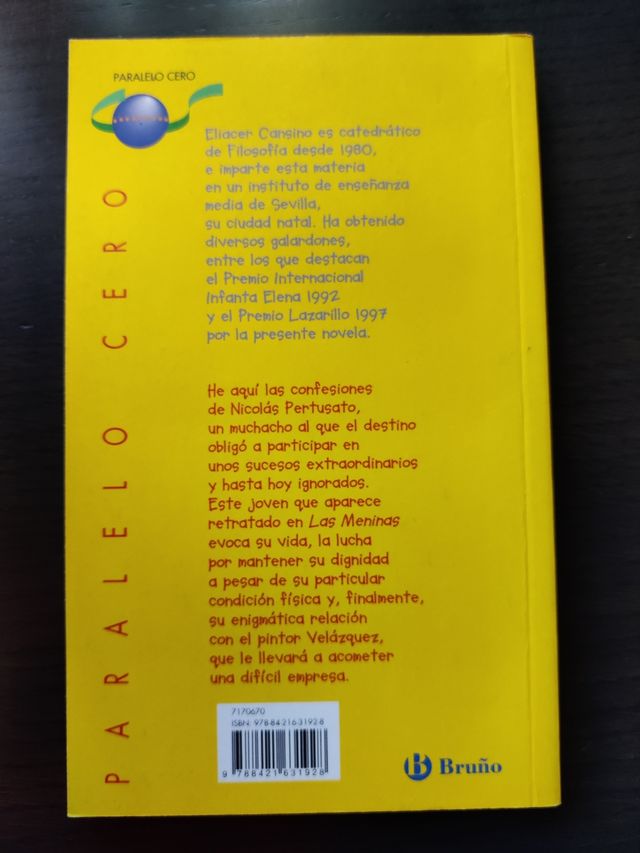 PARALELO CERO
PARALELO CERO
Eliacer Cansino es catedrático
de Filosofía desde 1980,
e imparte esta materia
en un instituto de enseñanza
media de Sevilla,
su ciudad natal. Ha obtenido
diversos galardones,
entre los que destacan
el Premio Internacional
Infanta Elena 1992
y el Premio Lazarillo 1997
por la presente novela.
He aquí las confesiones
de Nicolás Pertusato,
un muchacho al que el destino
obligó a participar en
unos sucesos extraordinarios
y hasta hoy ignorados.
Este joven que aparece
retratado en Las Meninas
evoca su vida, la lucha
por mantener su dignidad
a pesar de su particular
condición física y, finalmente,
su enigmática relación
con el pintor Velázquez,
que le llevará a acometer
una difícil empresa.
7170670
ISBN: 978-84-216-3192-8
9 788421 631928
Bruño